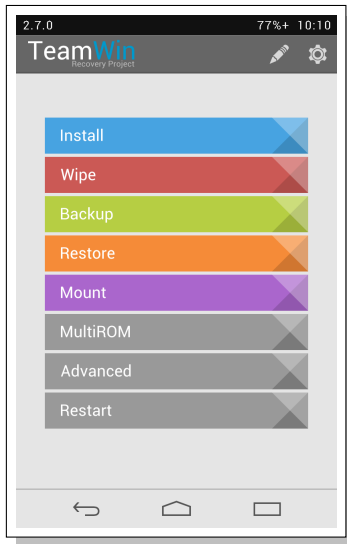 2.7.0 77%+ 10:10
TeamWin
Recovery Project
Install
Wipe
Backup
Restore
Mount
MultiROM
Advanced
Restart